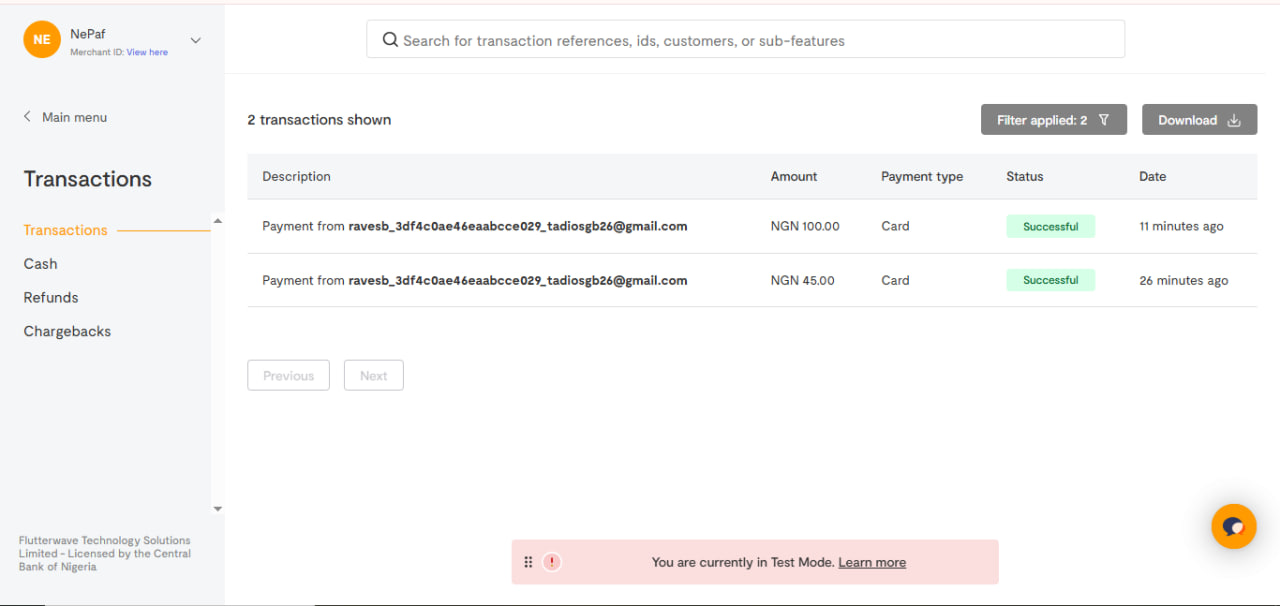 NE
NePaf
Merchant ID: View here
Search for transaction references, ids, customers, or sub-features
Main menu
Transactions
Transactions
Cash
Refunds
Chargebacks
Flutterwave Technology Solutions
Limited - Licensed by the Central
Bank of Nigeria
2 transactions shown
Filter applied: 2
Download
Description Amount Payment type Status Date
Payment from ravesb_3df4c0ae46eaabcce029_tadiosgb26@gmail.com NGN 100.00 Card Successful 11 minutes ago
Payment from ravesb_3df4c0ae46eaabcce029_tadiosgb26@gmail.com NGN 45.00 Card Successful 26 minutes ago
Previous Next
You are currently in Test Mode. Learn more